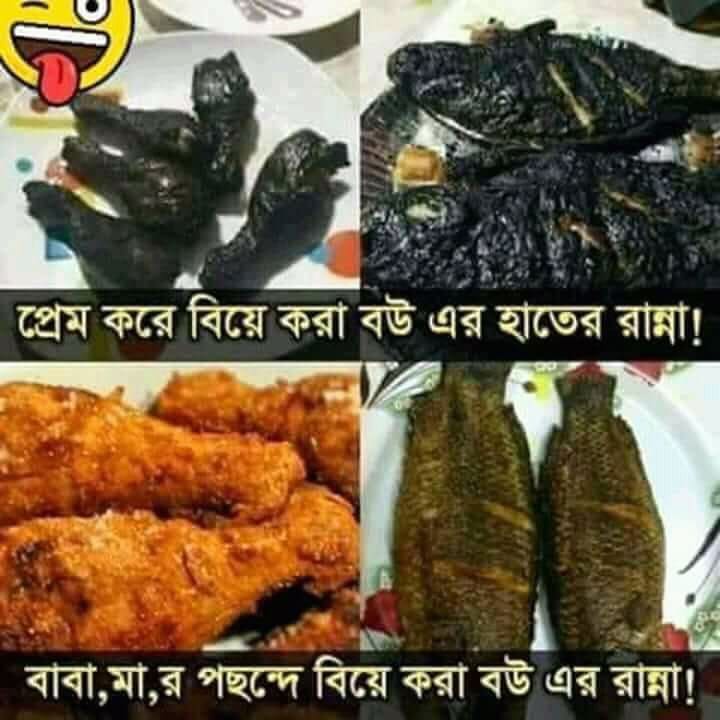 প্রেম করে বিয়ে করা বউ এর হাতের রান্না!
বাবা,মা,র পছন্দে বিয়ে করা বউ এর রান্না!